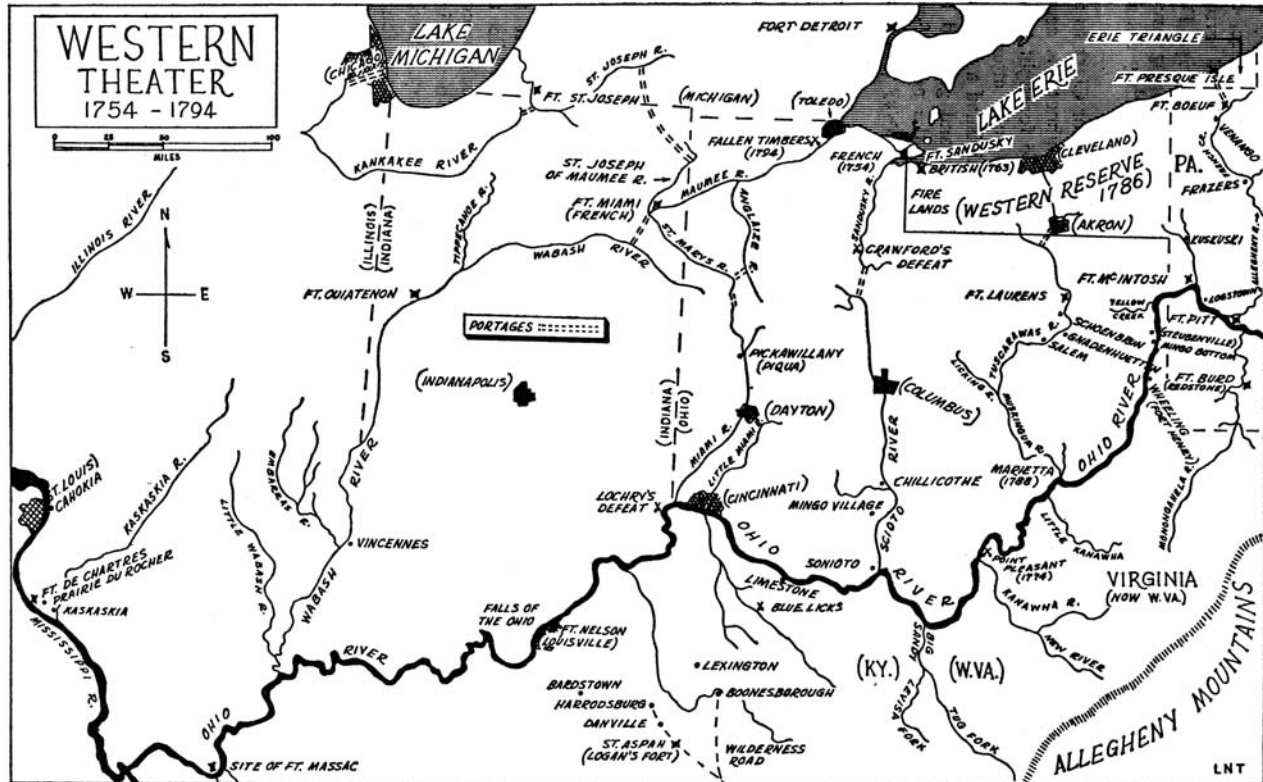 WESTERN
THEATER
1754 - 1794
0 25 50 100
MILES
LAKE
MICHIGAN
(CHICAGO)
ST. JOSEPH R.
FT. ST. JOSEPH
(MICHIGAN)
FORT DETROIT
(TOLEDO)
LAKE ERIE
ERIE TRIANGLE
FT. PRESQUE ISLE
FT. BOEUF
VENANGO
FRAZERS
PA.
FALLEN TIMBERS
(1794)
FRENCH
(1754)
FT. SANDUSKY
BRITISH (1763)
(CLEVELAND)
FIRE
LANDS
(WESTERN RESERVE
1786)
(AKRON)
KANKAKEE RIVER
ST. JOSEPH
OF MAUMEE R.
MAUMEE R.
FT. MIAMI
(FRENCH)
ANGLAIZE R.
SANDUSKY R.
ST. MARYS R.
CRAWFORD'S
DEFEAT
KUSKUSKI
ALLEGHENY R.
ILLINOIS RIVER
N
W E
S
(ILLINOIS)
(INDIANA)
TIPPECANOE R.
WABASH
RIVER
FT. OUIATENON
PORTAGES
FT. McINTOSH
LOGSTOWN
FT. LAURENS
YELLOW
CREEK
FT. PITT
SCHOENBRUN
(STEUBENVILLE)
MINGO BOTTOM
GNADENHUETTEN
SALEM
TUSCARAWAS R.
FT. BURD
(REDSTONE)
PICKAWILLANY
(PIQUA)
LICKING R.
MUSKINGUM R.
WHEELING
(FORT HENRY)
OHIO RIVER
(INDIANAPOLIS)
(INDIANA)
(OHIO)
(DAYTON)
(COLUMBUS)
MIAMI R.
LITTLE MIAMI
RIVER
SCIOTO
CHILLICOTHE
MINGO VILLAGE
MARIETTA
(1788)
MONONGAHELA R.
(ST. LOUIS)
CAHOKIA
KASKASKIA R.
EMBARRAS R.
LITTLE WABASH R.
RIVER
WABASH
VINCENNES
LOCHRY'S
DEFEAT
(CINCINNATI)
OHIO
RIVER
SONIOTO
LITTLE
KANAWHA
POINT
PLEASANT
(1774)
VIRGINIA
(NOW W.VA.)
KANAWHA R.
NEW RIVER
FT. DE CHARTRES
PRAIRIE DU ROCHER
KASKASKIA
MISSISSIPPI R.
FALLS OF
THE OHIO
FT. NELSON
(LOUISVILLE)
LIMESTONE
BLUE LICKS
BIG
SANDY
LEVISA
FORK
TUG FORK
(KY.)
(W.VA.)
OHIO
RIVER
LEXINGTON
BARDSTOWN
HARRODSBURG
BOONESBOROUGH
DANVILLE
ST. ASPAH
(LOGAN'S FORT)
WILDERNESS
ROAD
SITE OF FT. MASSAC
ALLEGHENY MOUNTAINS
LNT